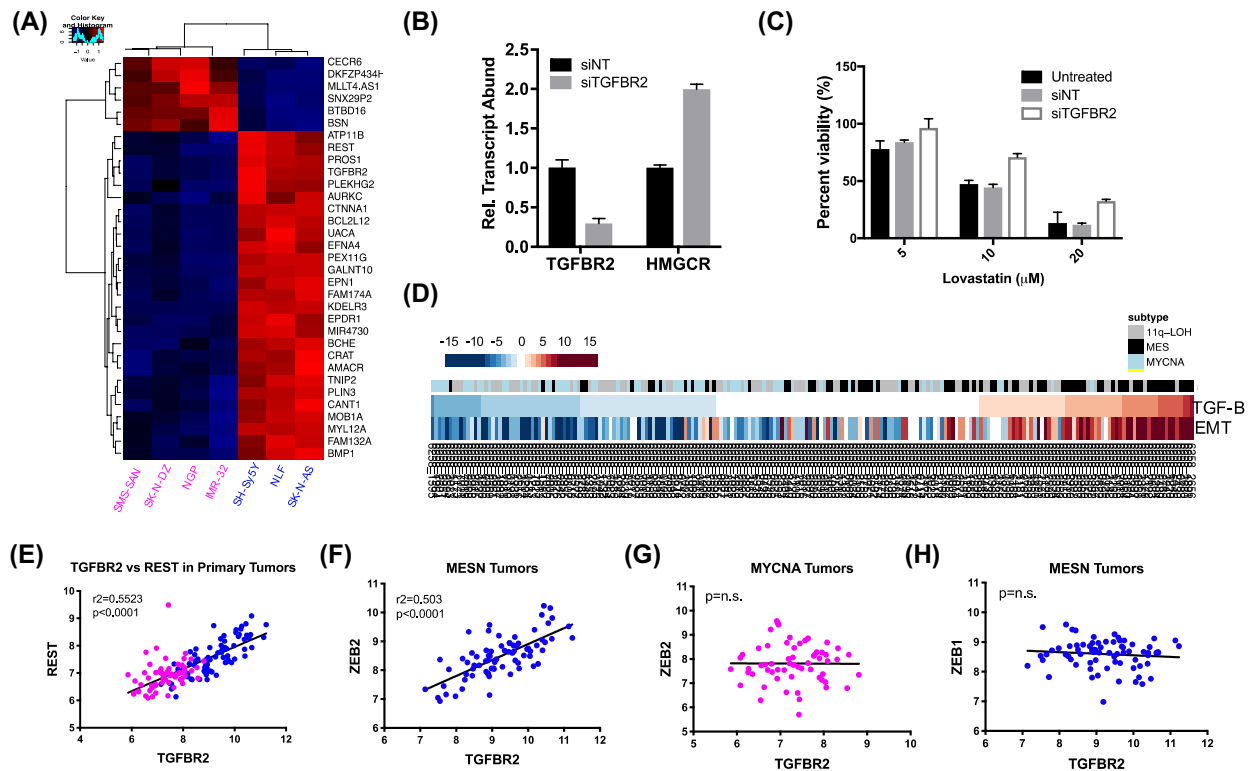 (A)
Color Key
and Histogram
-1 0 1
Value
CECR6
DKFZP434H
MLLT4.AS1
SNX29P2
BTBD16
BSN
ATP11B
REST
PROS1
TGFBR2
PLEKHG2
AURKC
CTNNA1
BCL2L12
UACA
EFNA4
PEX11G
GALNT10
EPN1
FAM174A
KDELR3
EPDR1
MIR4730
BCHE
CRAT
AMACR
TNIP2
PLIN3
CANT1
MOB1A
MYL12A
FAM132A
BMP1
SMS-SAN
SK-N-DZ
NGP
IMR-32
SH-SySY
NLF
SK-N-AS
(B)
Rel. Transcript Abund
2.5
2.0
1.5
1.0
0.5
0.0
siNT
siTGFBR2
TGFBR2 HMGCR
(C)
Percent viability (%)
150
100
50
0
Untreated
siNT
siTGFBR2
5 10 20
Lovastatin (μM)
(D)
-15 -10 -5 0 5 10 15
subtype
11q-LOH
MES
MYCNA
TGF-B
EMT
(E)
TGFBR2 vs REST in Primary Tumors
r2=0.5523
p<0.0001
REST
10
9
8
7
6
5
4 6 8 10 12
TGFBR2
(F)
MESN Tumors
r2=0.503
p<0.0001
ZEB2
11
10
9
8
7
6
6 7 8 9 10 11 12
TGFBR2
(G)
MYCNA Tumors
p=n.s.
ZEB2
11
10
9
8
7
6
5
5 6 7 8 9 10
TGFBR2
(H)
MESN Tumors
p=n.s.
ZEB1
11
10
9
8
7
6
6 7 8 9 10 11 12
TGFBR2